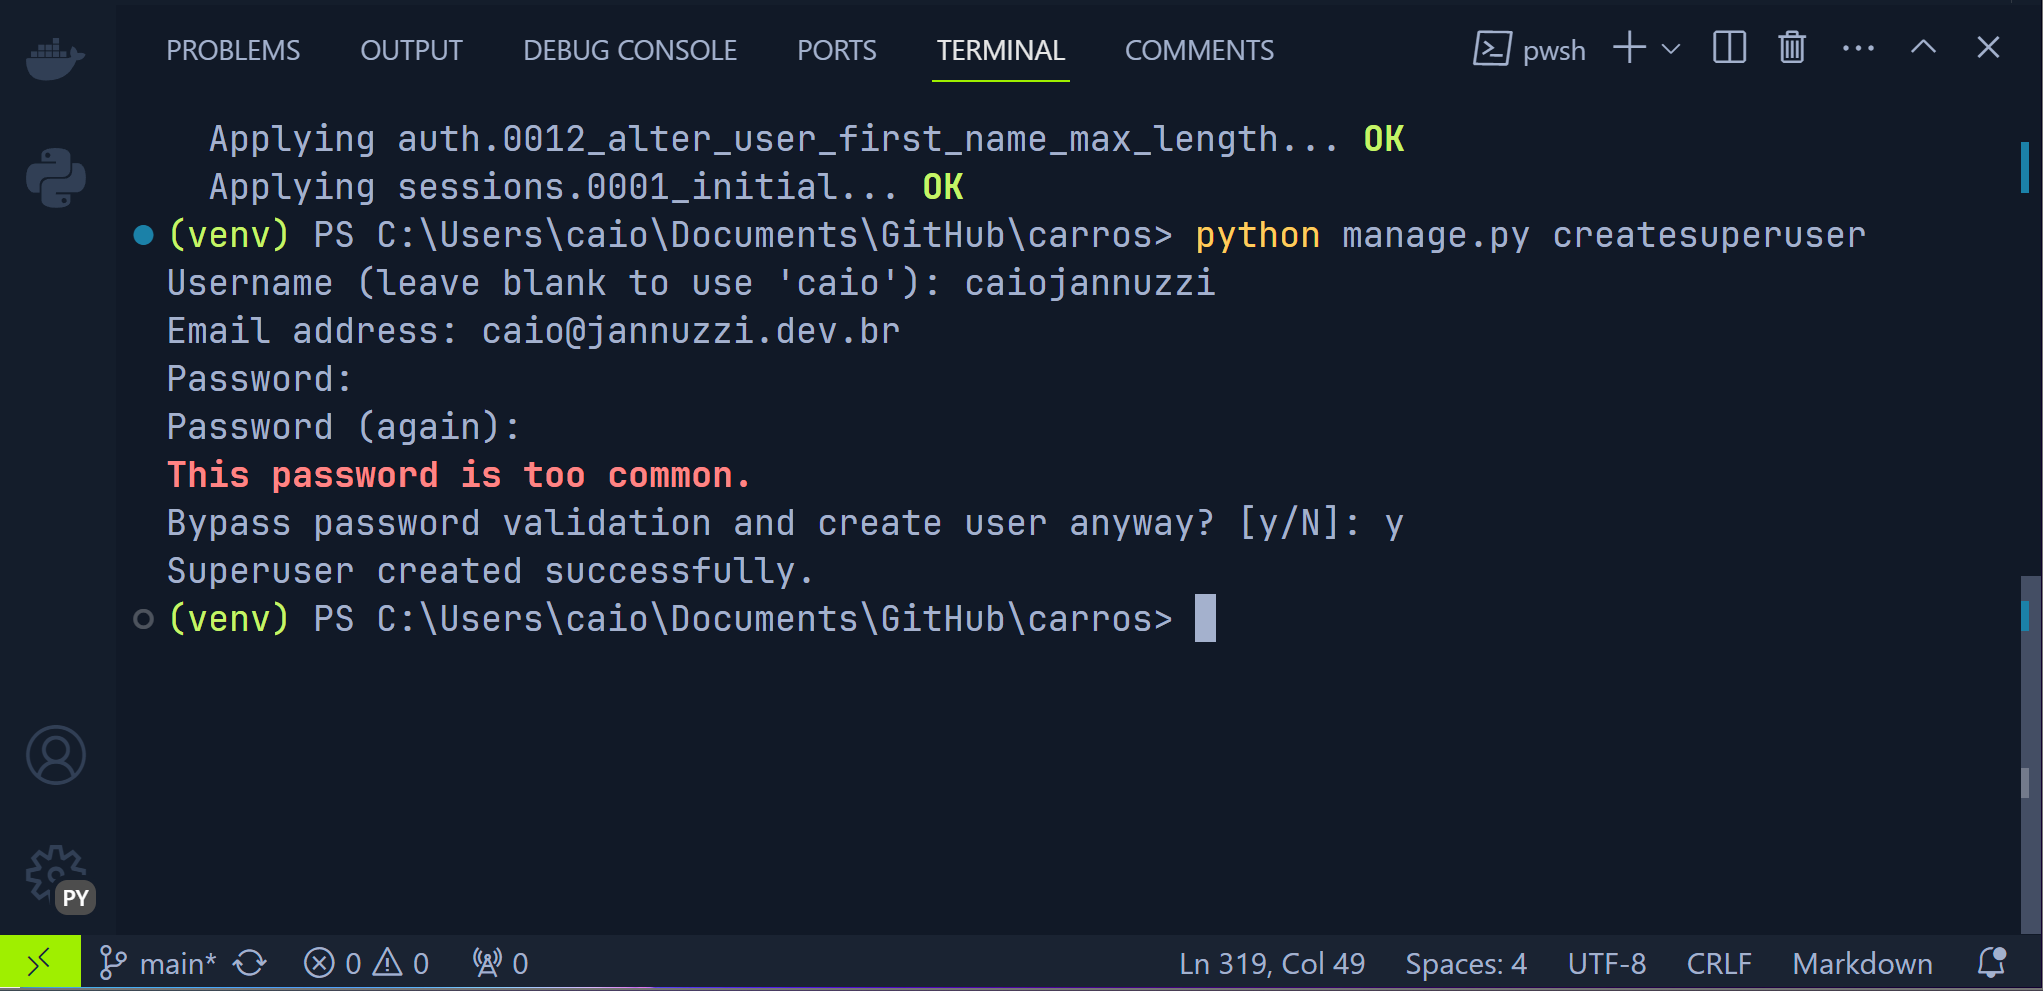 PROBLEMS OUTPUT DEBUG CONSOLE PORTS TERMINAL COMMENTS pwsh
Applying auth.0012_alter_user_first_name_max_length... OK
Applying sessions.0001_initial... OK
(venv) PS C:\Users\caio\Documents\GitHub\carros> python manage.py createsuperuser
Username (leave blank to use 'caio'): caiojannuzzi
Email address: caio@jannuzzi.dev.br
Password:
Password (again):
This password is too common.
Bypass password validation and create user anyway? [y/N]: y
Superuser created successfully.
(venv) PS C:\Users\caio\Documents\GitHub\carros>
PY
main* 0 0 0 Ln 319, Col 49 Spaces: 4 UTF-8 CRLF Markdown